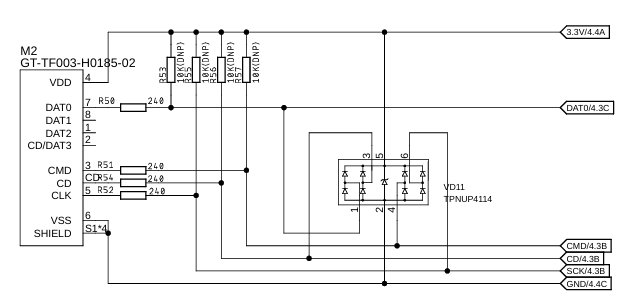 3.3V/4.4A
M2
GT-TF003-H0185-02
R53
10K(DNP)
R55
10K(DNP)
R56
10K(DNP)
R57
10K(DNP)
VDD 4
DAT0 7 R50 240
DAT0/4.3C
DAT1 8
DAT2 1
CD/DAT3 2
3 5 6
CMD 3 R51 240
CD CD R54 240
CLK 5 R52 240
VD11
TPNUP4114
1 2 4
VSS 6
SHIELD S1*4
CMD/4.3B
CD/4.3B
SCK/4.3B
GND/4.4C